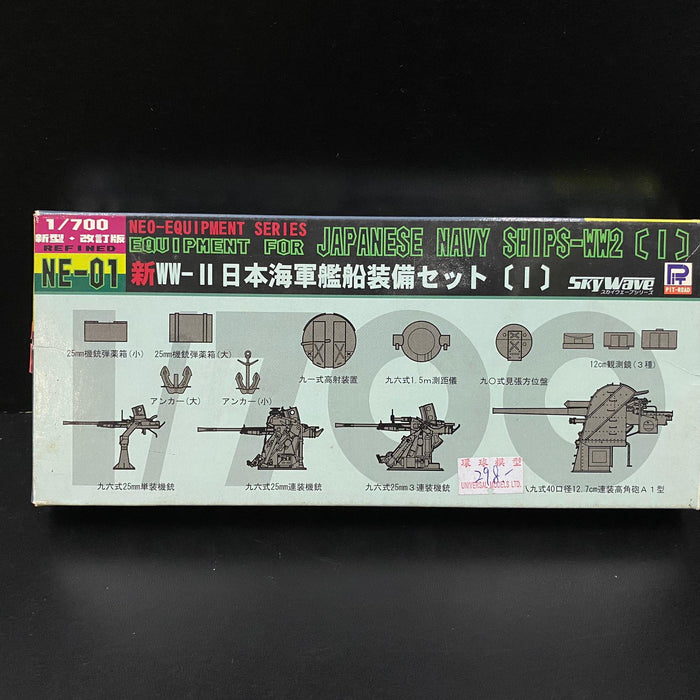 1/700
新型・改訂版
REFINED
NE-01
NEO-EQUIPMENT SERIES
EQUIPMENT FOR JAPANESE NAVY SHIPS-WW2〔I〕
新WW-II日本海軍艦船装備セット〔I〕
SKYWAVE
スカイウェーブシリーズ
PIT-ROAD
1/700
25mm機銃弾薬箱(小)
25mm機銃弾薬箱(大)
アンカー(大)
アンカー(小)
九一式高射装置
九六式1.5m測距儀
九〇式見張方位盤
12cm観測鏡(3種)
九六式25mm単装機銃
九六式25mm連装機銃
九六式25mm3連装機銃
八九式40口径12.7cm連装高角砲A1型
環球模型
298.-
UNIVERSAL MODELS LTD.